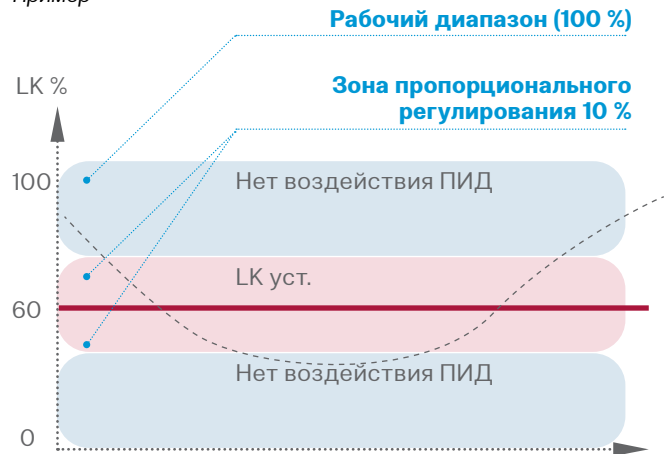 Пример
Рабочий диапазон (100 %)
LK %
Зона пропорционального
регулирования 10 %
100
Нет воздействия ПИД
LK уст.
60
Нет воздействия ПИД
0